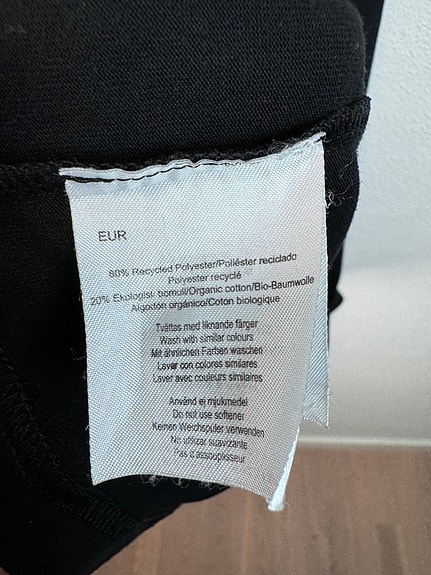 EUR
80% Recycled Polyester/Poliéster reciclado
Polyester recyclé
20% Ekologisk bomull/Organic cotton/Bio-Baumwolle
Algodón orgánico/Coton biologique
Tvättas med liknande färger
Wash with similar colours
Mit ähnlichen Farben waschen
Lavar con colores similares
Laver avec couleurs similaires
Använd ej mjukmedel
Do not use softener
Keinen Weichspüler verwenden
No utilizar suavizante
Pas d'assouplisseur